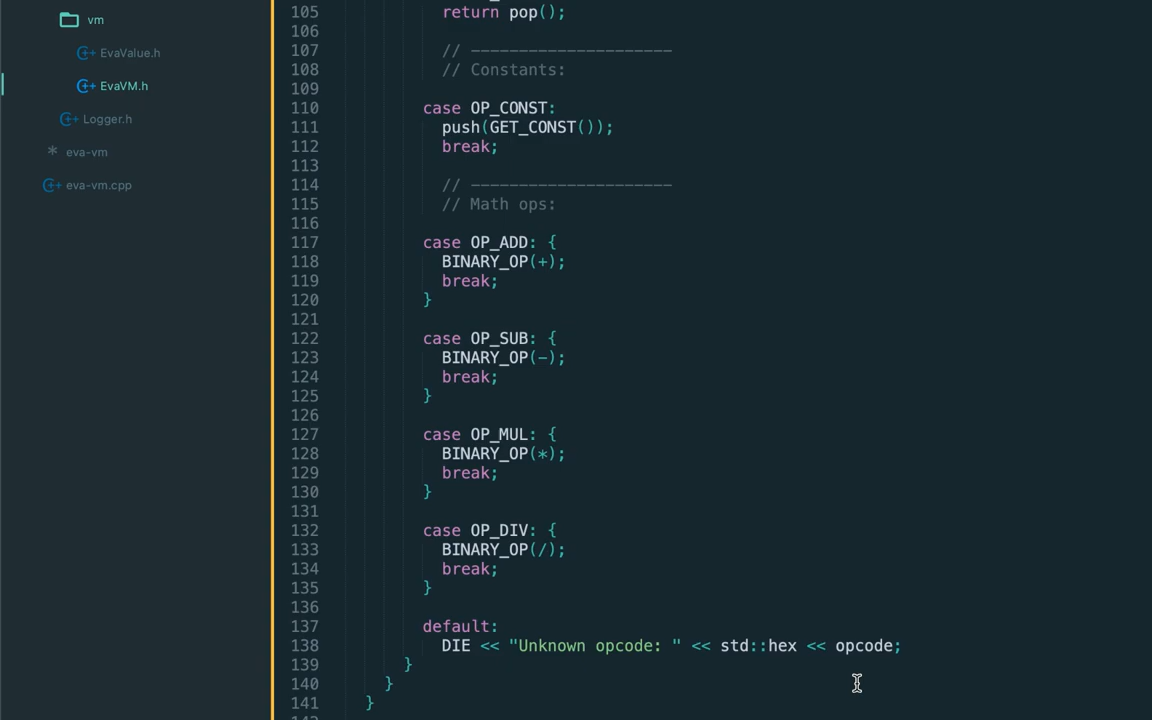 vm
EvaValue.h
EvaVM.h
Logger.h
eva-vm
eva-vm.cpp
105 return pop();
106
107 // ---------------------
108 // Constants:
109
110 case OP_CONST:
111 push(GET_CONST());
112 break;
113
114 // ---------------------
115 // Math ops:
116
117 case OP_ADD: {
118 BINARY_OP(+);
119 break;
120 }
121
122 case OP_SUB: {
123 BINARY_OP(-);
124 break;
125 }
126
127 case OP_MUL: {
128 BINARY_OP(*);
129 break;
130 }
131
132 case OP_DIV: {
133 BINARY_OP(/);
134 break;
135 }
136
137 default:
138 DIE << "Unknown opcode: " << std::hex << opcode;
139 }
140 }
141 }